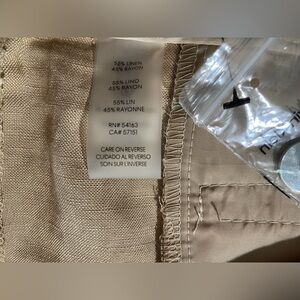 55% LINEN
45% RAYON
55% LINO
45% RAYON
55% LIN
45% RAYONNE
RN# 54163
CA# 57151
CARE ON REVERSE
CUIDADO AL REVERSO
SOIN SUR L'INVERSE